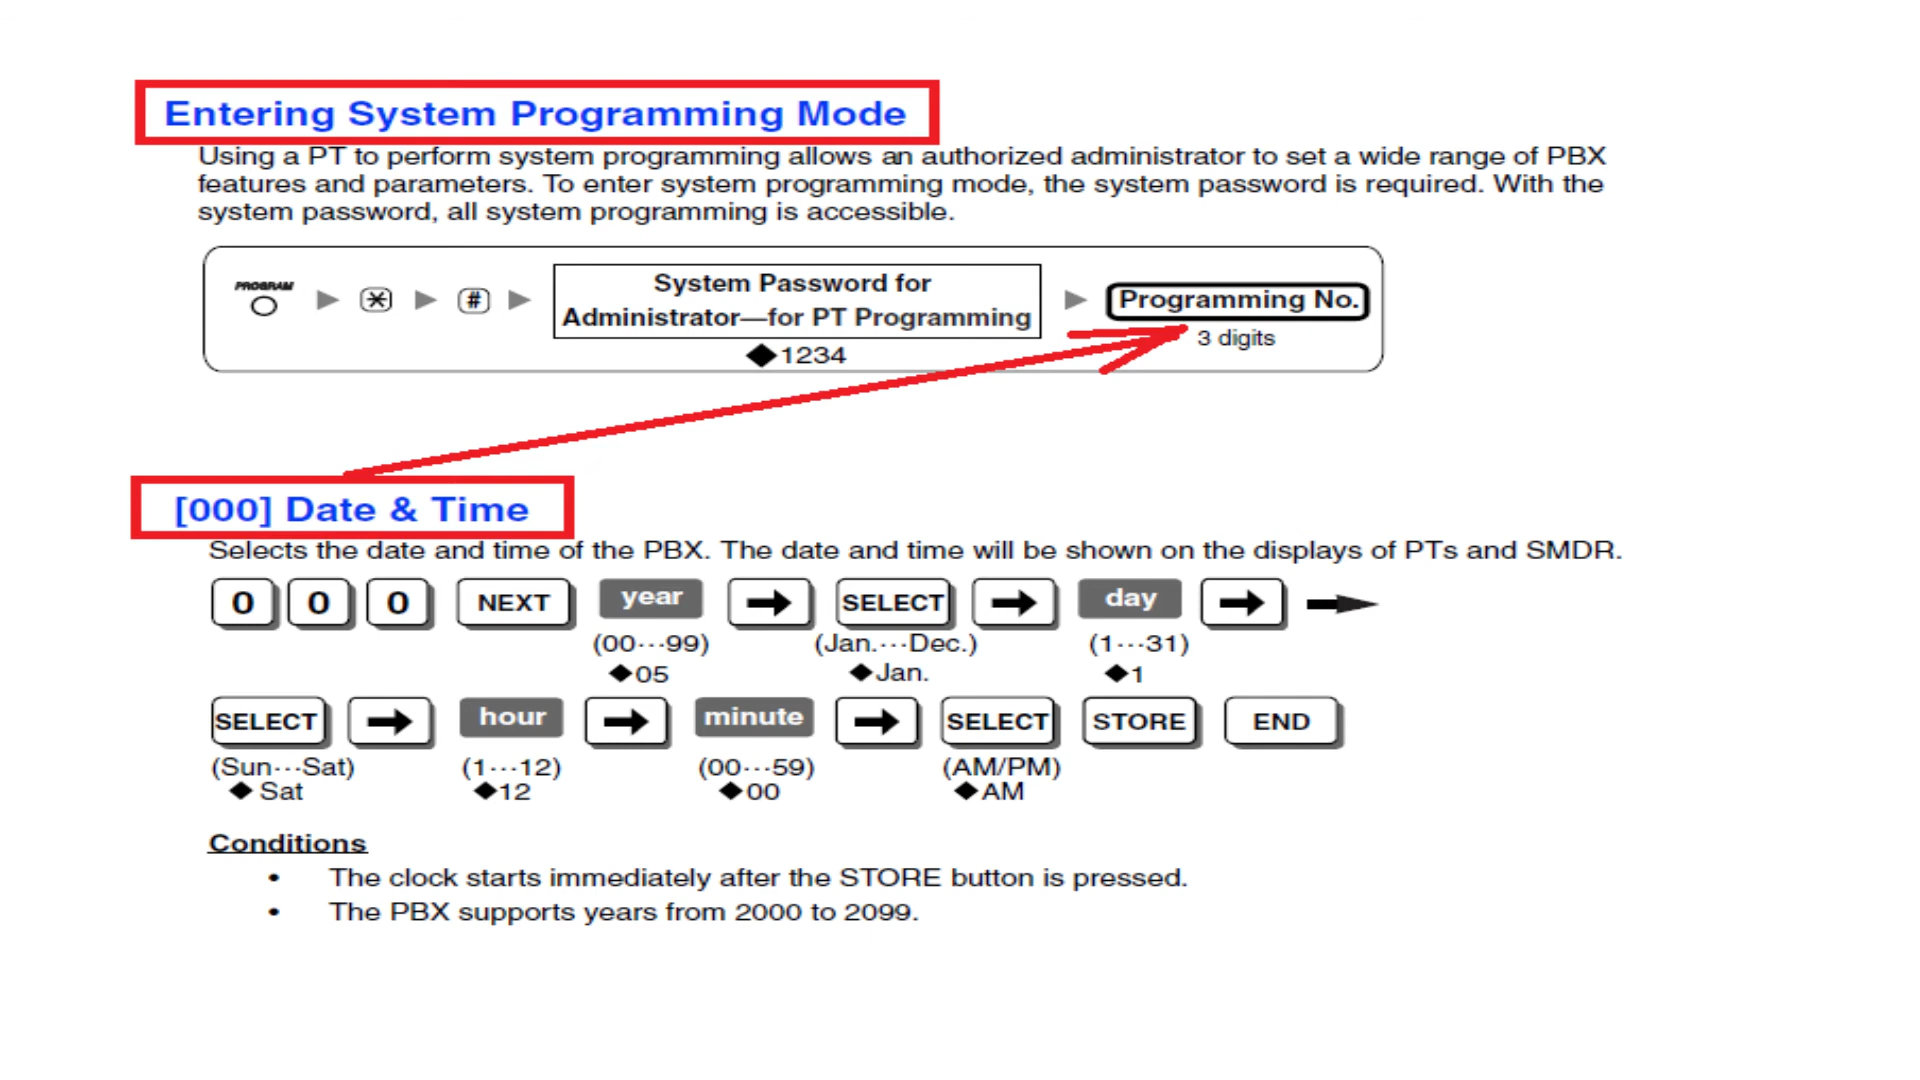 Entering System Programming Mode
Using a PT to perform system programming allows an authorized administrator to set a wide range of PBX
features and parameters. To enter system programming mode, the system password is required. With the
system password, all system programming is accessible.
PROGRAM
* # System Password for
Administrator—for PT Programming
Programming No.
◆1234
3 digits
[000] Date & Time
Selects the date and time of the PBX. The date and time will be shown on the displays of PTs and SMDR.
0 0 0 NEXT year → SELECT → day →
(00···99) (Jan.···Dec.) (1···31)
◆05 ◆Jan. ◆1
SELECT → hour → minute → SELECT STORE END
(Sun···Sat) (1···12) (00···59) (AM/PM)
◆Sat ◆12 ◆00 ◆AM
Conditions
• The clock starts immediately after the STORE button is pressed.
• The PBX supports years from 2000 to 2099.